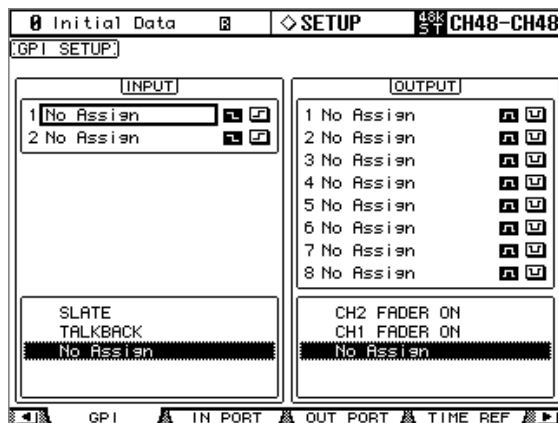 0 Initial Data R ◇SETUP 48k ST CH48-CH48
GPI SETUP
INPUT
1 No Assign
2 No Assign
SLATE
TALKBACK
No Assign
OUTPUT
1 No Assign
2 No Assign
3 No Assign
4 No Assign
5 No Assign
6 No Assign
7 No Assign
8 No Assign
CH2 FADER ON
CH1 FADER ON
No Assign
GPI IN PORT OUT PORT TIME REF